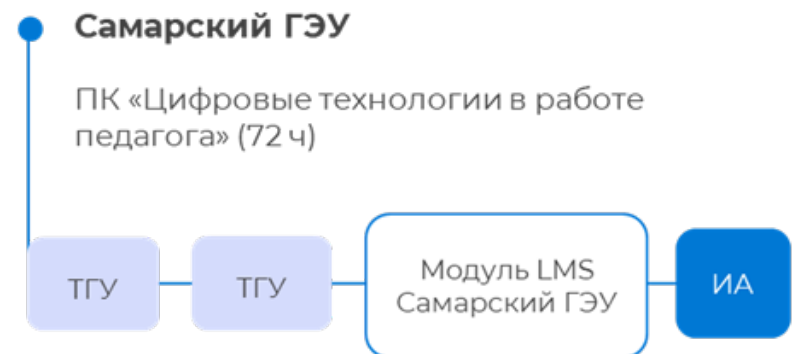 Самарский ГЭУ
ПК «Цифровые технологии в работе
педагога» (72 ч)
ТГУ
ТГУ
Модуль LMS
Самарский ГЭУ
ИА